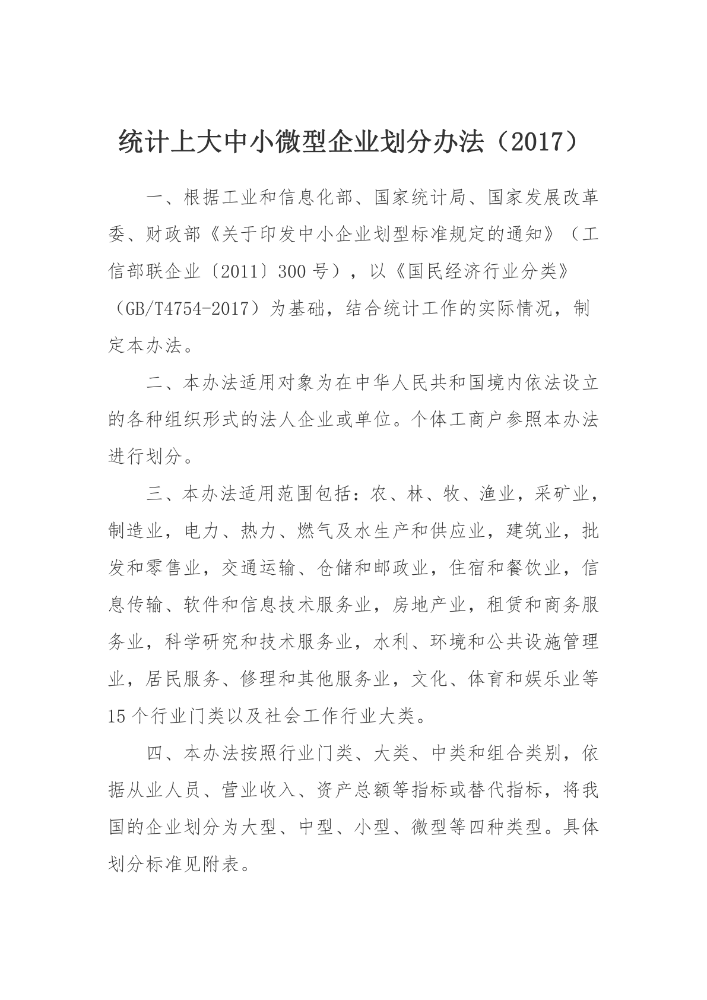 统计上大中小微型企业划分办法（2017）
一、根据工业和信息化部、国家统计局、国家发展改革
委、财政部《关于印发中小企业划型标准规定的通知》（工
信部联企业〔2011〕300 号），以《国民经济行业分类》
（GB/T4754-2017）为基础，结合统计工作的实际情况，制
定本办法。
二、本办法适用对象为在中华人民共和国境内依法设立
的各种组织形式的法人企业或单位。个体工商户参照本办法
进行划分。
三、本办法适用范围包括：农、林、牧、渔业，采矿业，
制造业，电力、热力、燃气及水生产和供应业，建筑业，批
发和零售业，交通运输、仓储和邮政业，住宿和餐饮业，信
息传输、软件和信息技术服务业，房地产业，租赁和商务服
务业，科学研究和技术服务业，水利、环境和公共设施管理
业，居民服务、修理和其他服务业，文化、体育和娱乐业等
15 个行业门类以及社会工作行业大类。
四、本办法按照行业门类、大类、中类和组合类别，依
据从业人员、营业收入、资产总额等指标或替代指标，将我
国的企业划分为大型、中型、小型、微型等四种类型。具体
划分标准见附表。